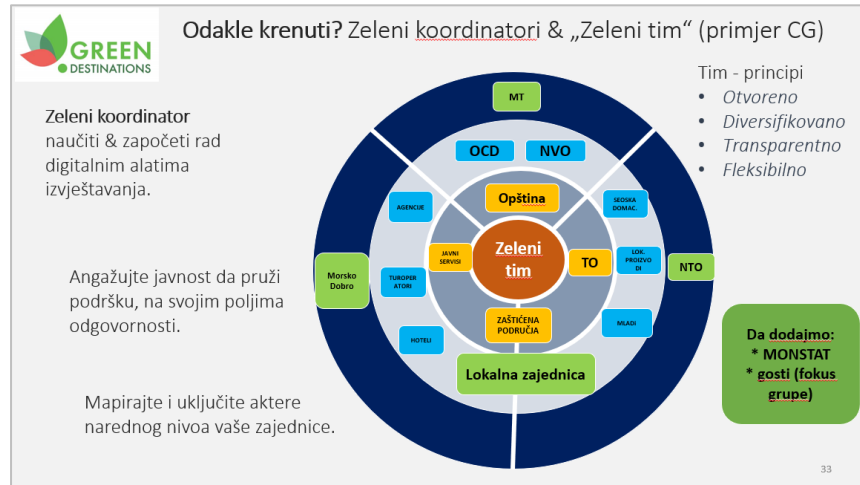 GREEN
DESTINATIONS
Odakle krenuti? Zeleni koordinatori & „Zeleni tim“ (primjer CG)
Zeleni koordinator
naučiti & započeti rad
digitalnim alatima
izvještavanja.
Angažujte javnost da pruži
podršku, na svojim poljima
odgovornosti.
Mapirajte i uključite aktere
narednog nivoa vaše zajednice.
MT
OCD
NVO
Opština
AGENCIJE
SEOSKA
DOMAC.
JAVNI
SERVISI
Zeleni
tim
TO
LOK.
PROIZVO
DI
NTO
Morsko
Dobro
TUROPER
ATORI
ZAŠTIĆENA
PODRUČJA
MLADI
HOTELI
Lokalna zajednica
Tim - principi
• Otvoreno
• Diversifikovano
• Transparentno
• Fleksibilno
Da dodajmo:
* MONSTAT
* gosti (fokus
grupe)
33